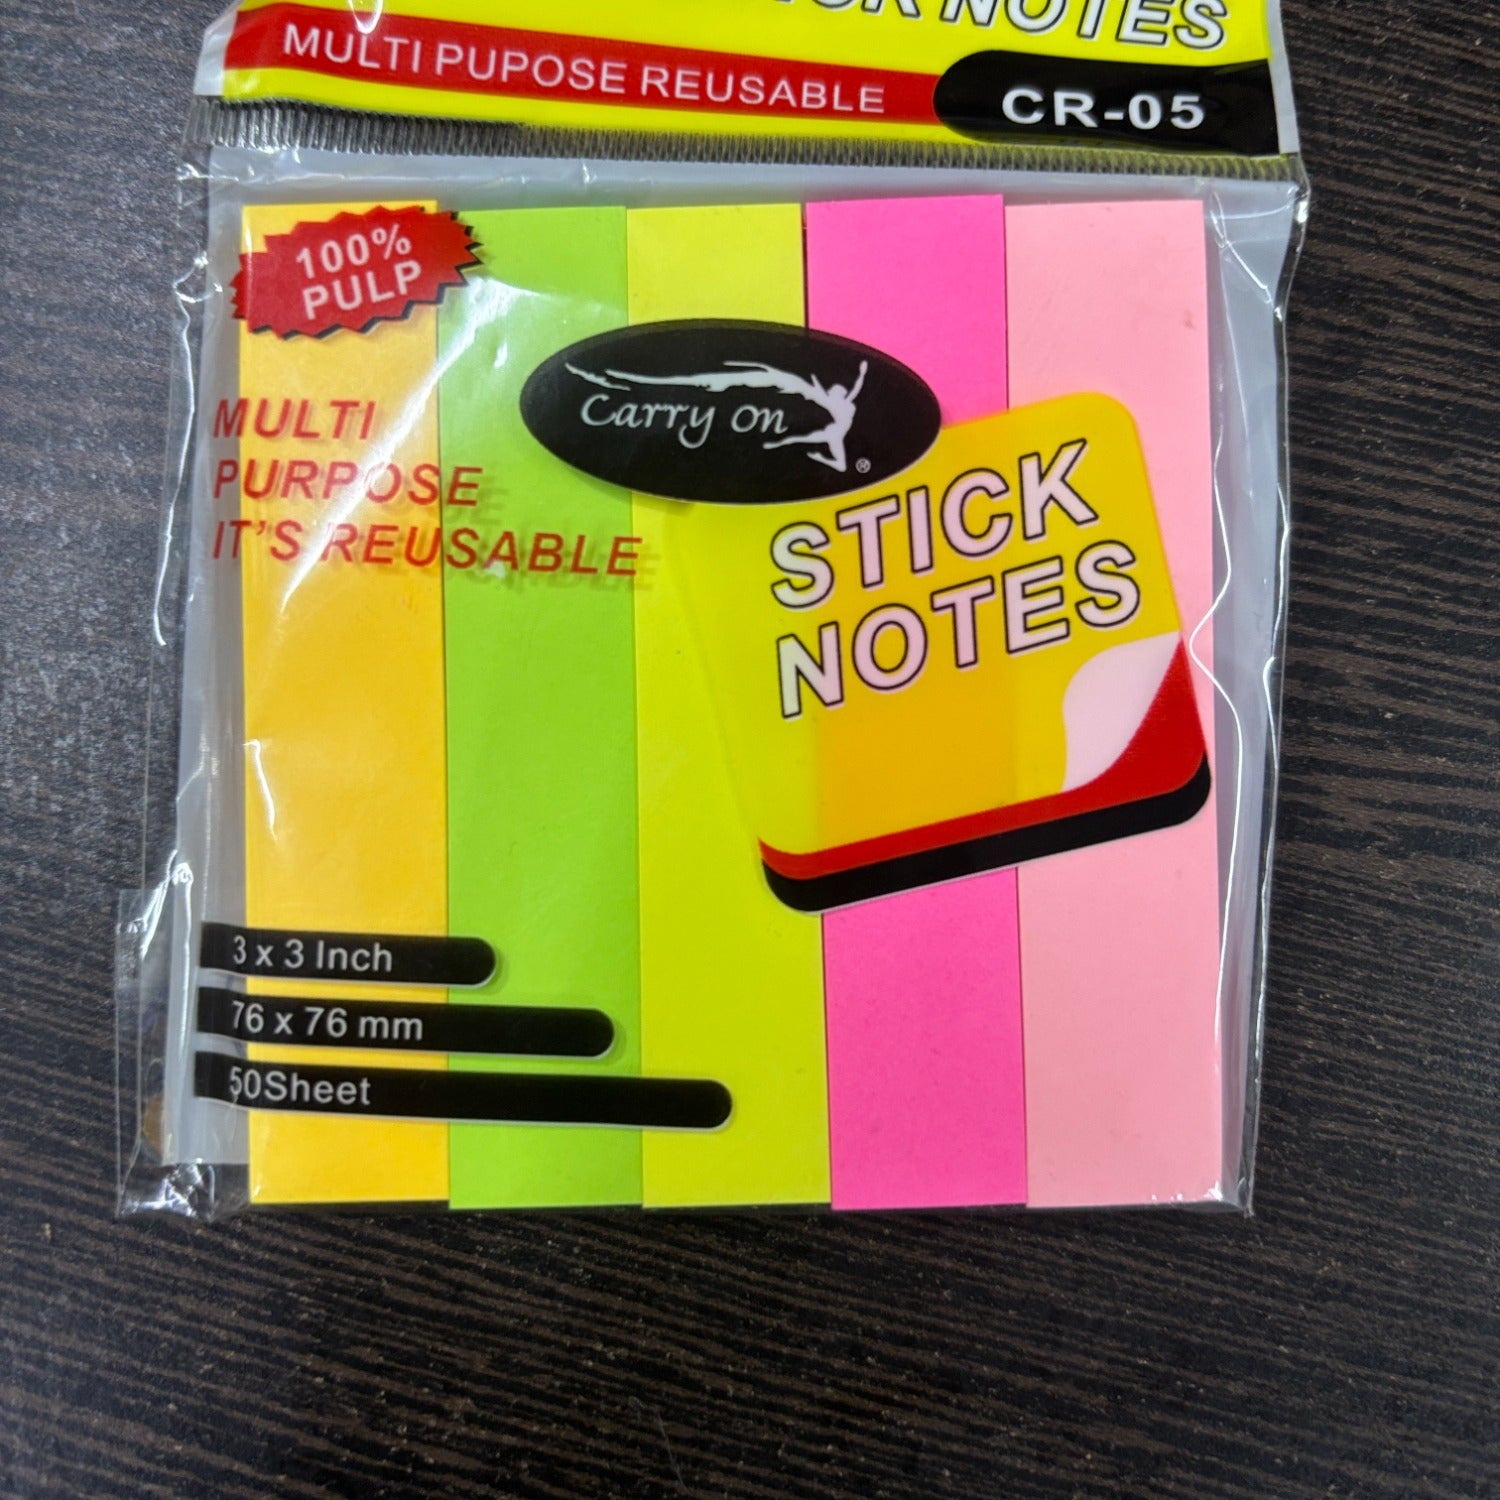 NOTES
MULTI PUPOSE REUSABLE
CR-05
100%
PULP
MULTI
PURPOSE
IT'S REUSABLE
Carry on
®
STICK
NOTES
3 x 3 Inch
76 x 76 mm
50Sheet